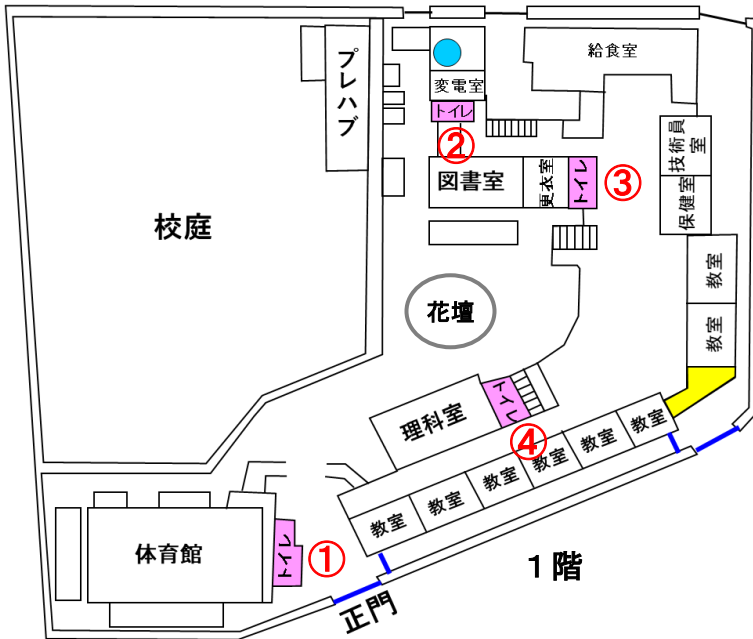 給食室
プレハブ
変電室
トイレ
②
技術員室
図書室
更衣室
トイレ
③
保健室
校庭
教室
花壇
教室
トイレ
理科室
④
教室
教室
教室
教室
教室
教室
体育館
トイレ
①
1階
正門